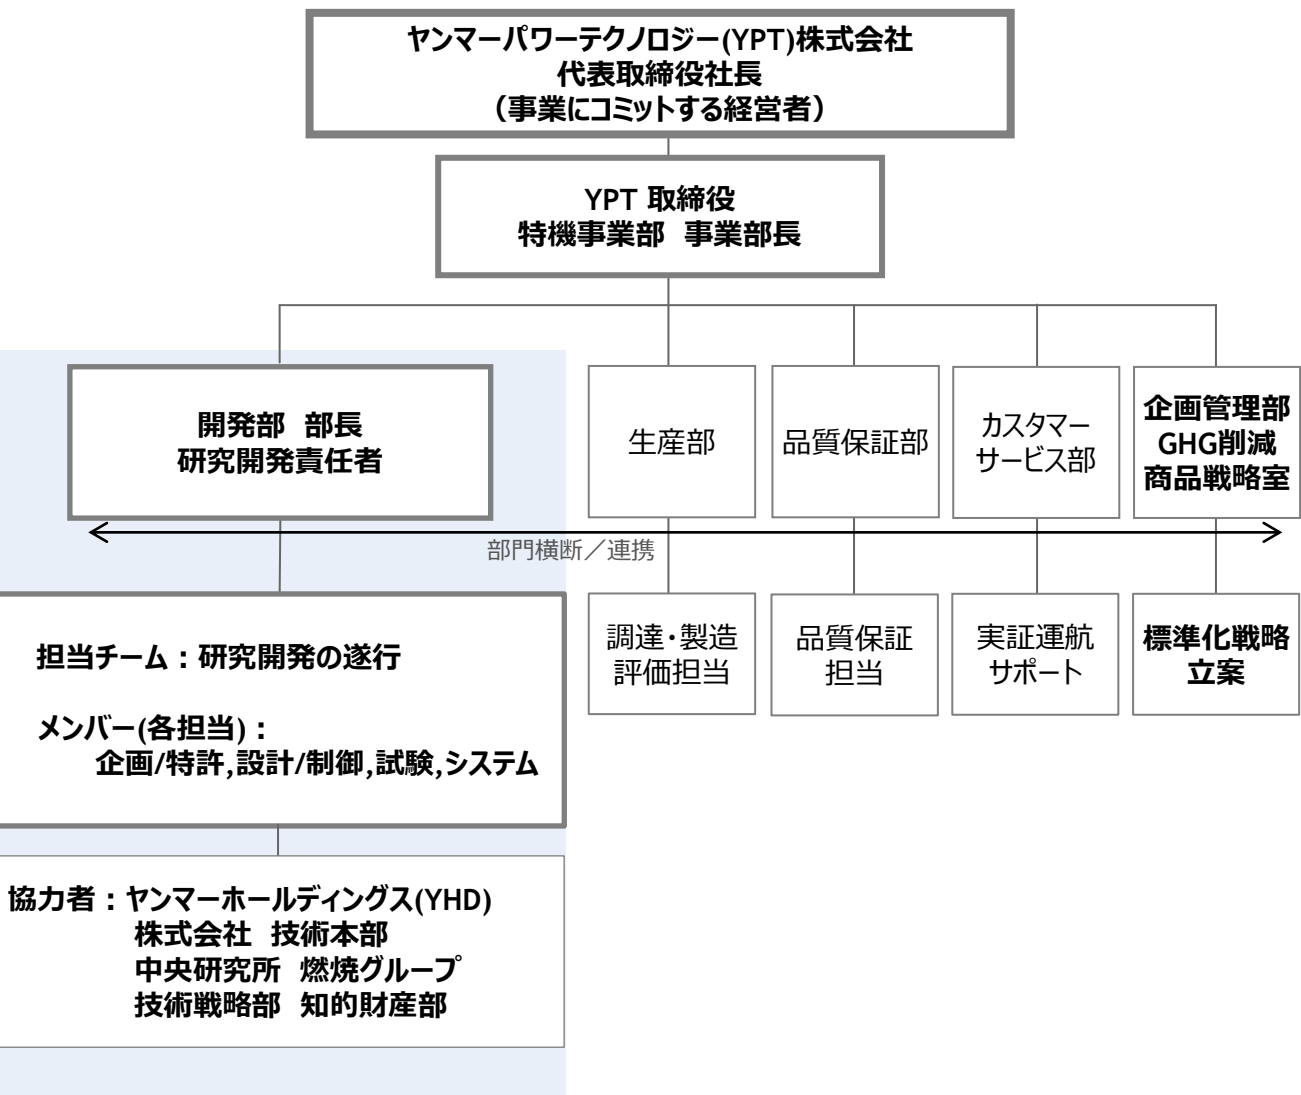 ヤンマーパワーテクノロジー(YPT)株式会社
代表取締役社長
（事業にコミットする経営者）
YPT 取締役
特機事業部 事業部長
開発部 部長
研究開発責任者
生産部
品質保証部
カスタマー
サービス部
企画管理部
GHG削減
商品戦略室
部門横断／連携
担当チーム：研究開発の遂行
メンバー(各担当)：
企画/特許,設計/制御,試験,システム
調達・製造
評価担当
品質保証
担当
実証運航
サポート
標準化戦略
立案
協力者：ヤンマーホールディングス(YHD)
株式会社 技術本部
中央研究所 燃焼グループ
技術戦略部 知的財産部